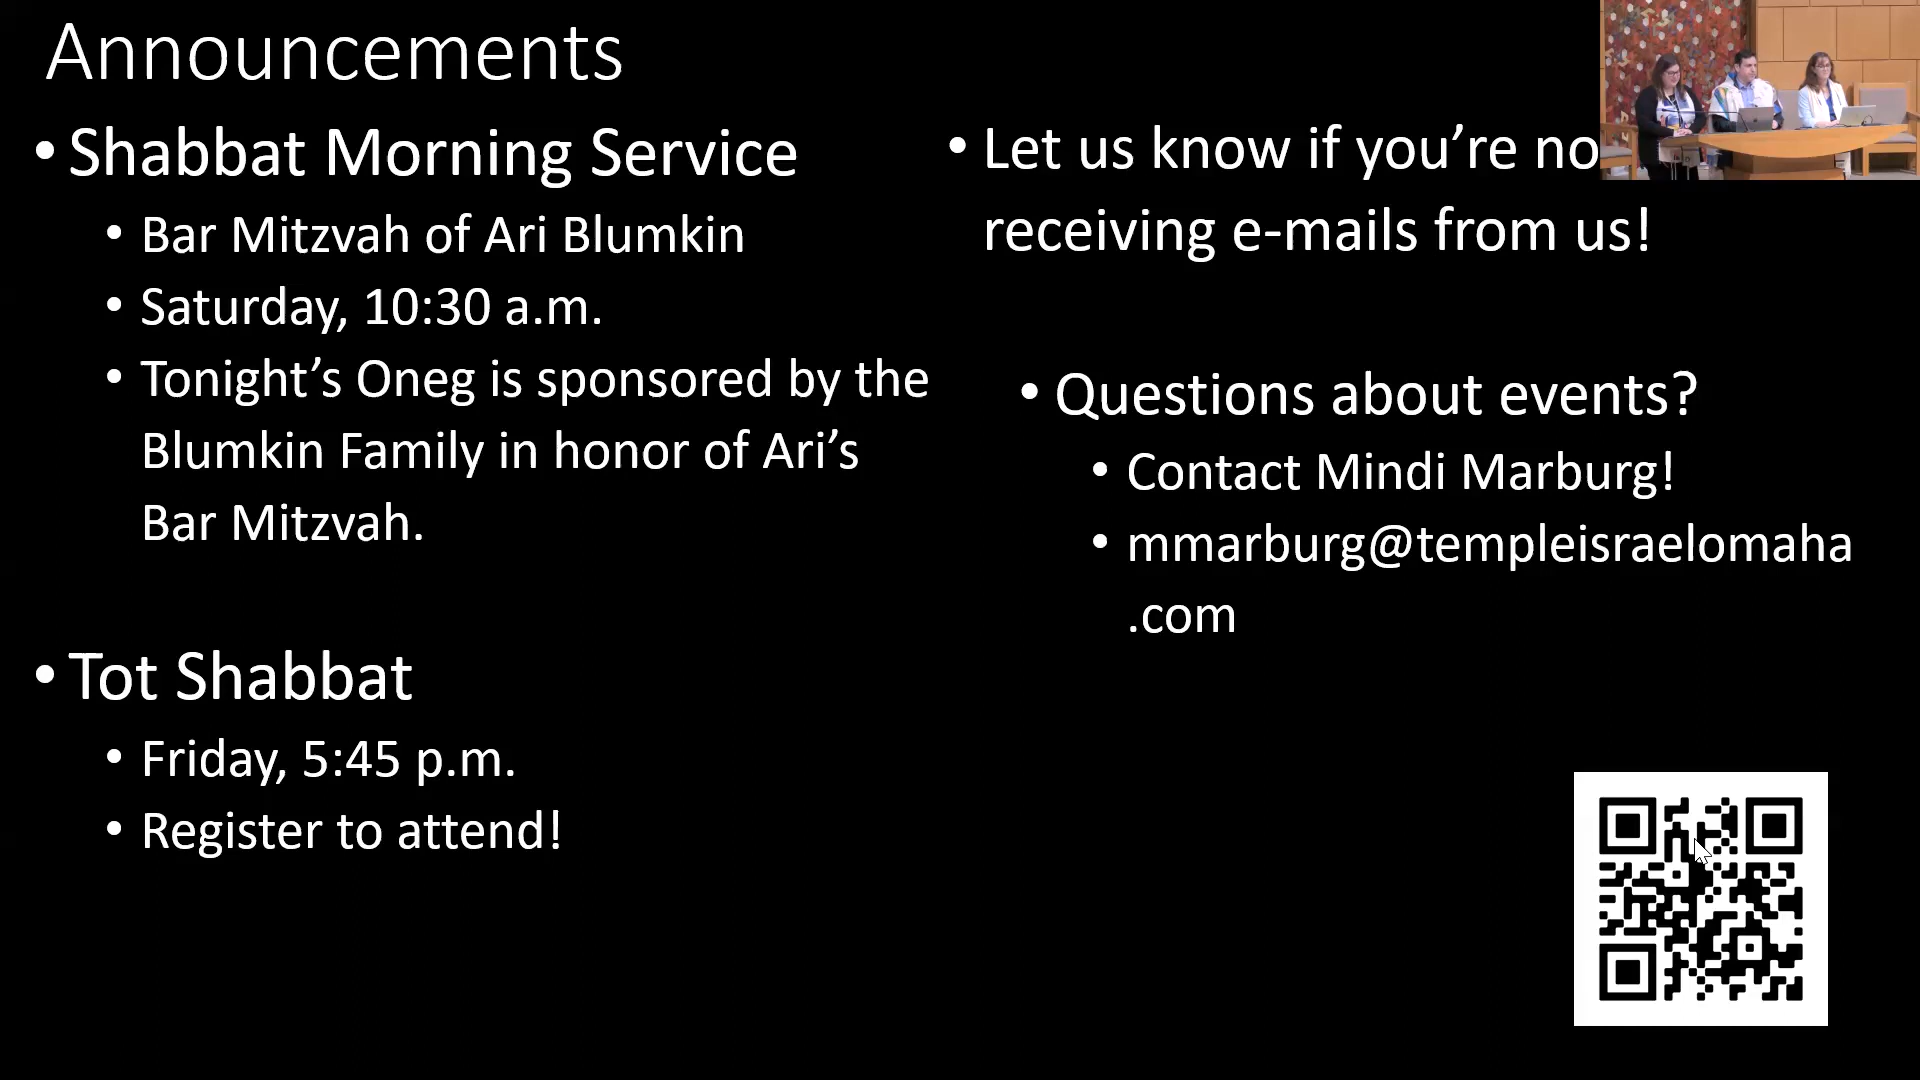 Announcements
• Shabbat Morning Service
• Bar Mitzvah of Ari Blumkin
• Saturday, 10:30 a.m.
• Tonight’s Oneg is sponsored by the
Blumkin Family in honor of Ari’s
Bar Mitzvah.
• Tot Shabbat
• Friday, 5:45 p.m.
• Register to attend!
• Let us know if you’re no
receiving e-mails from us!
• Questions about events?
• Contact Mindi Marburg!
• mmarburg@templeisraelomaha
.com